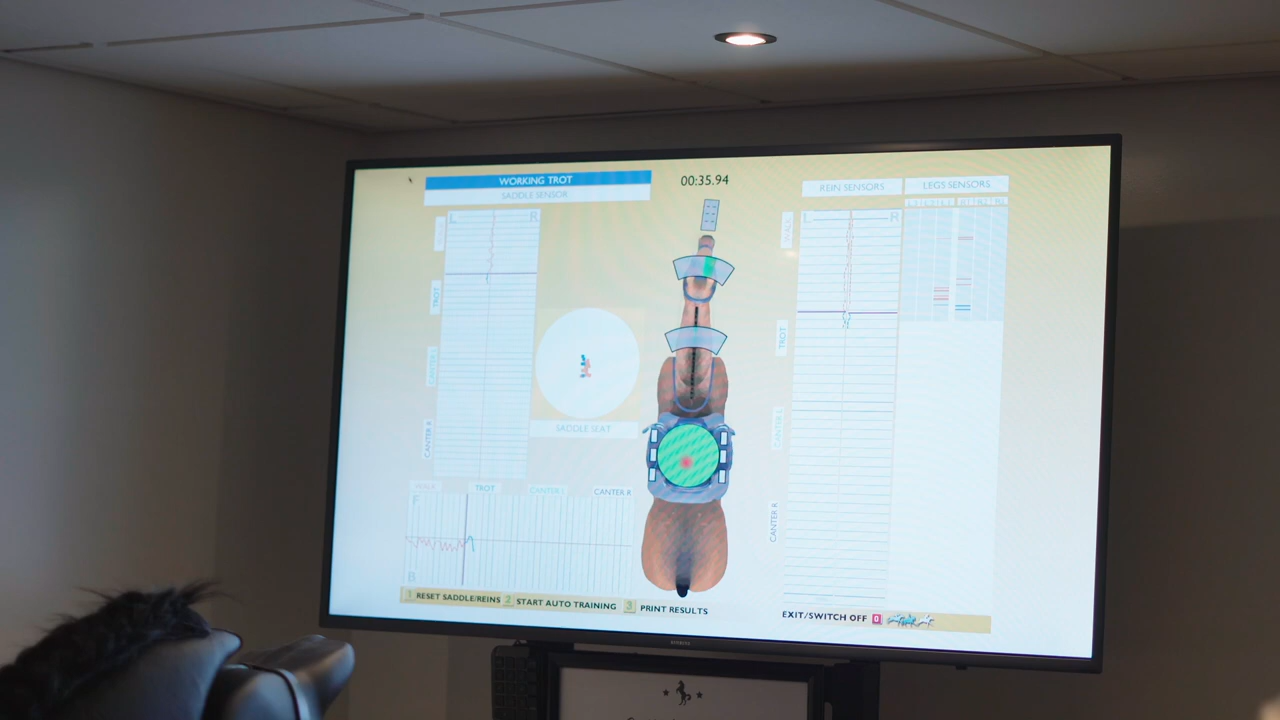 WORKING TROT
SADDLE SENSOR
00:35.94
REIN SENSORS
LEGS SENSORS
L
R
L
R
WALK
TROT
CANTER L
CANTER R
WALK
TROT
CANTER L
CANTER R
SADDLE SEAT
WALK
TROT
CANTER L
CANTER R
F
B
1 RESET SADDLE/REINS
2 START AUTO TRAINING
3 PRINT RESULTS
EXIT/SWITCH OFF 0